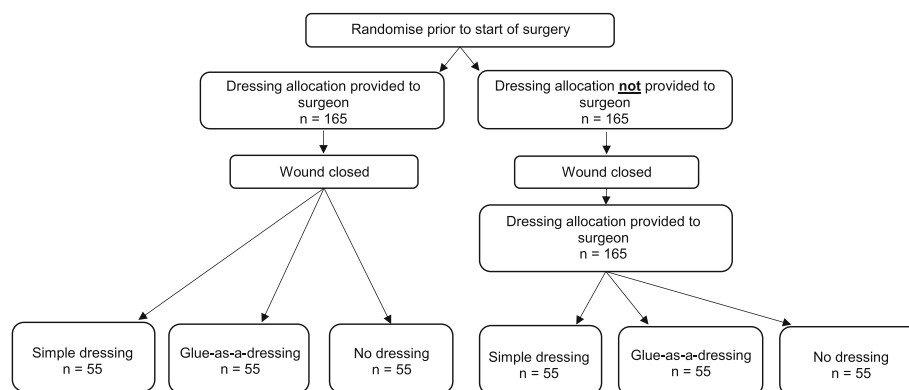 Randomise prior to start of surgery
Dressing allocation provided to
surgeon
n = 165
Dressing allocation not provided to
surgeon
n = 165
Wound closed
Wound closed
Dressing allocation provided to
surgeon
n = 165
Simple dressing
n = 55
Glue-as-a-dressing
n = 55
No dressing
n = 55
Simple dressing
n = 55
Glue-as-a-dressing
n = 55
No dressing
n = 55